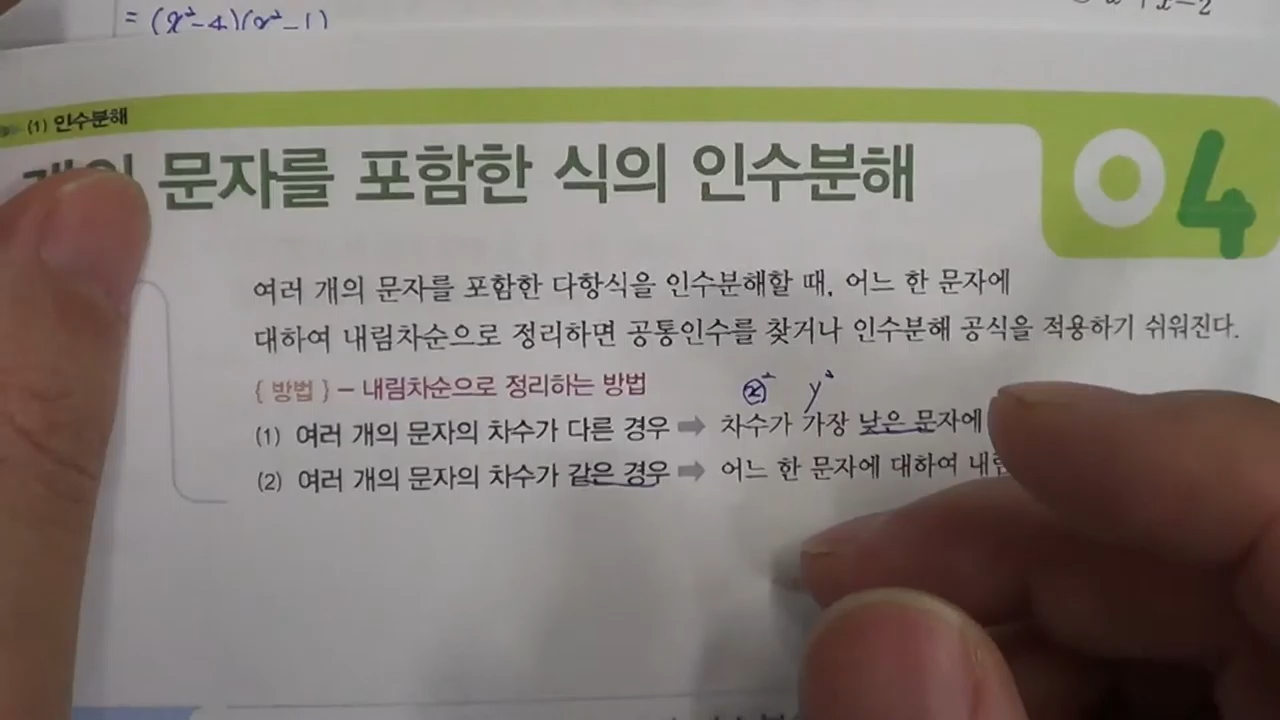 = (x²-4)(x²-1)
(1) 인수분해
문자를 포함한 식의 인수분해
04
여러 개의 문자를 포함한 다항식을 인수분해할 때, 어느 한 문자에
대하여 내림차순으로 정리하면 공통인수를 찾거나 인수분해 공식을 적용하기 쉬워진다.
{ 방법 } – 내림차순으로 정리하는 방법
x² y²
(1) 여러 개의 문자의 차수가 다른 경우 ➡ 차수가 가장 낮은 문자에
(2) 여러 개의 문자의 차수가 같은 경우 ➡ 어느 한 문자에 대하여